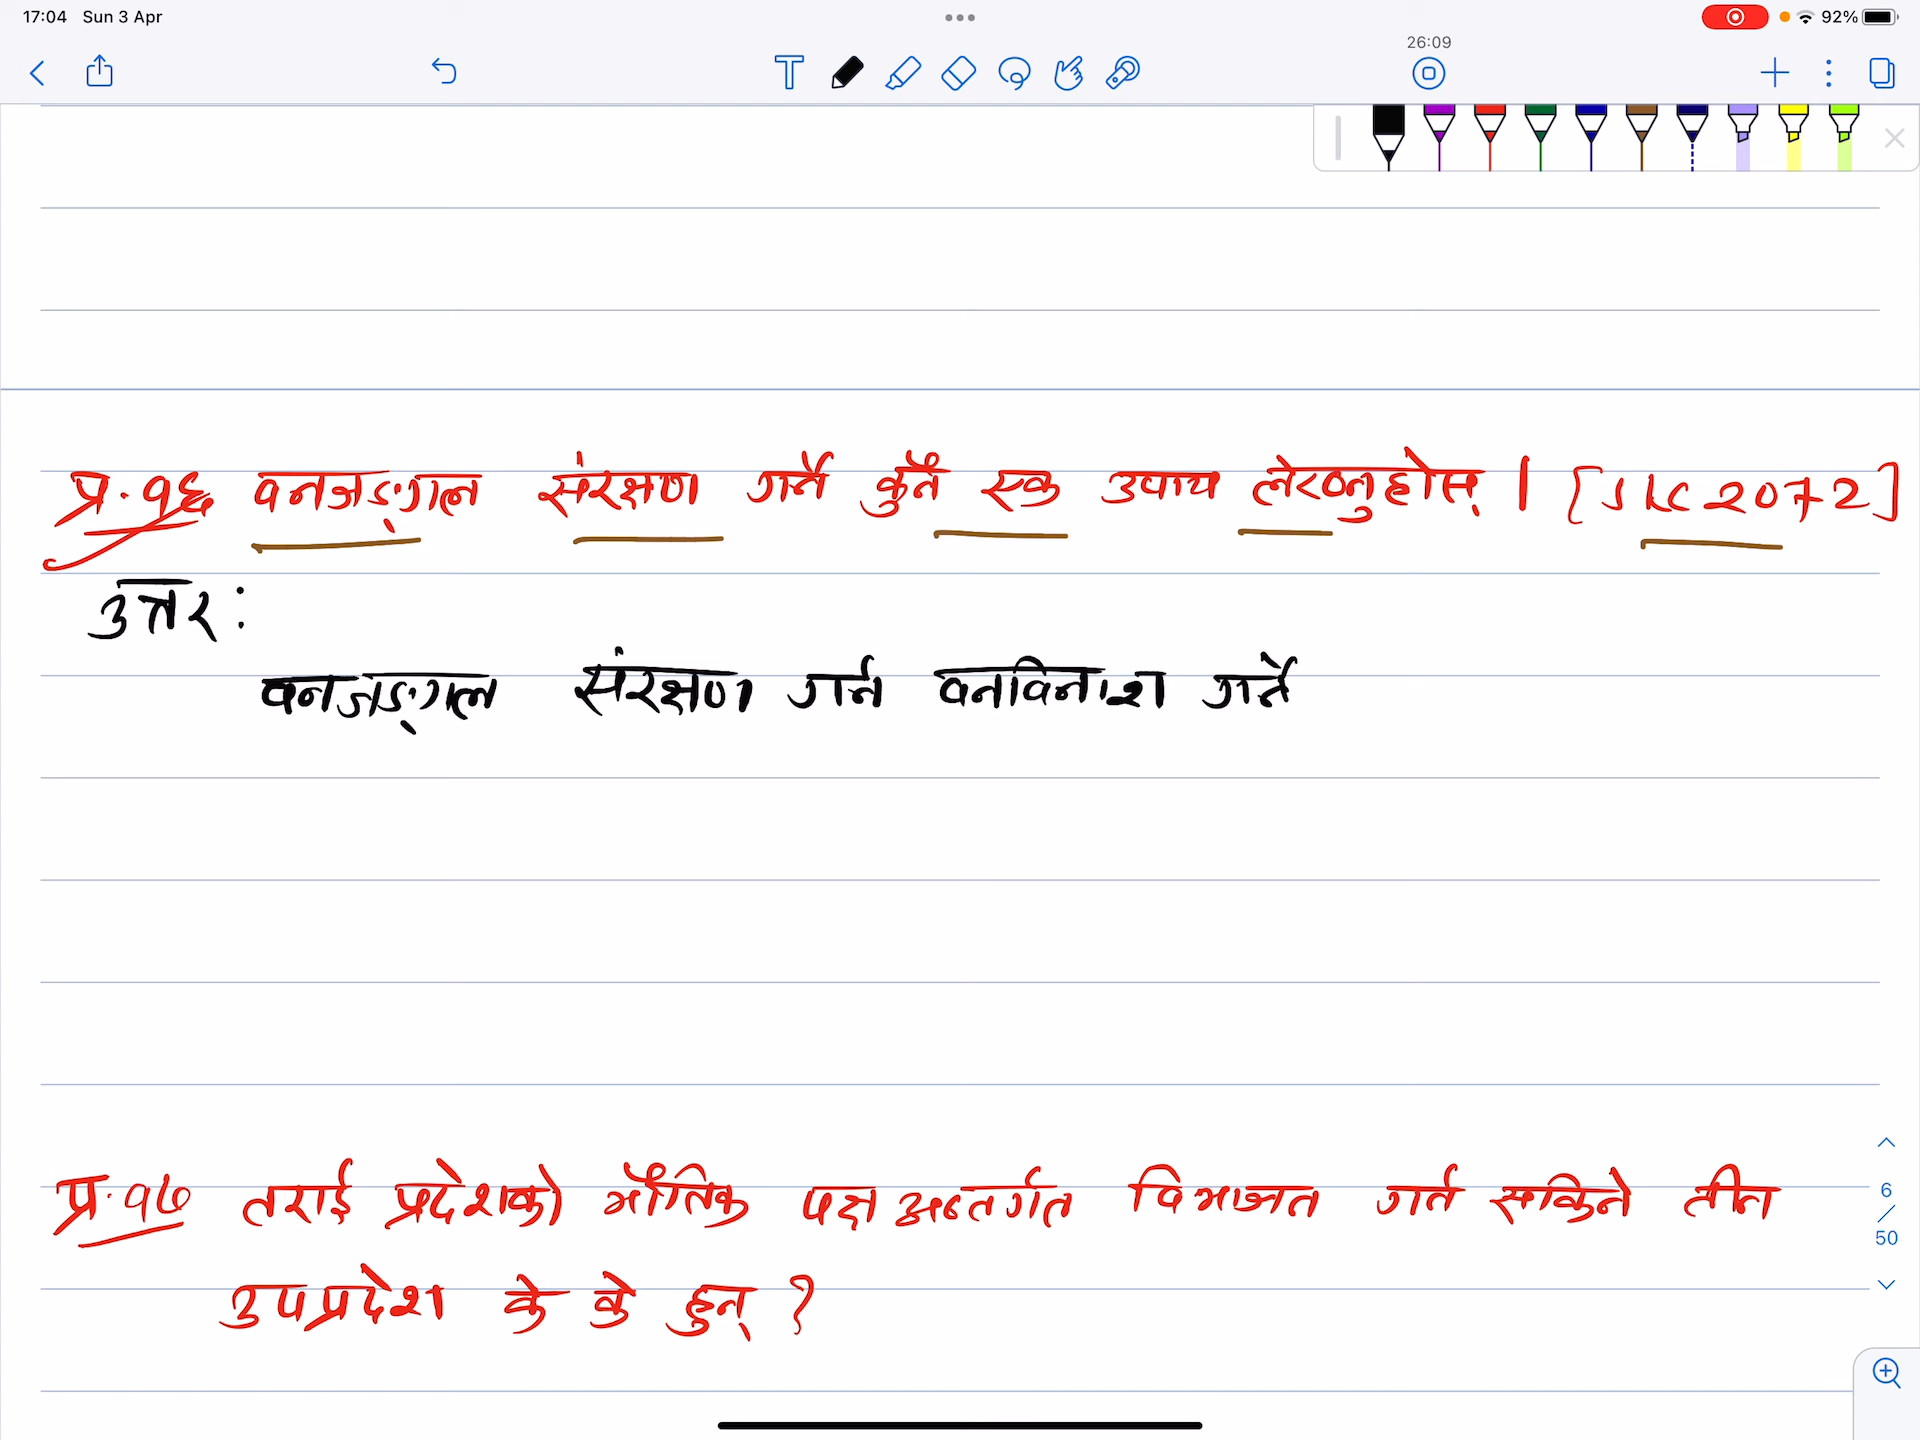 17:04 Sun 3 Apr
92%
26:09
प्र.१६ वनजङ्गल संरक्षण गर्ने कुनै एक उपाय लेख्नुहोस् । [SLC 2072]
उत्तर:
वनजङ्गल संरक्षण गर्न वनविनाश गर्ने
प्र.१७ तराई प्रदेशको भौतिक पक्ष अन्तर्गत विभाजन गर्न सकिने तीन
उपप्रदेश के के हुन् ?
6
/
50